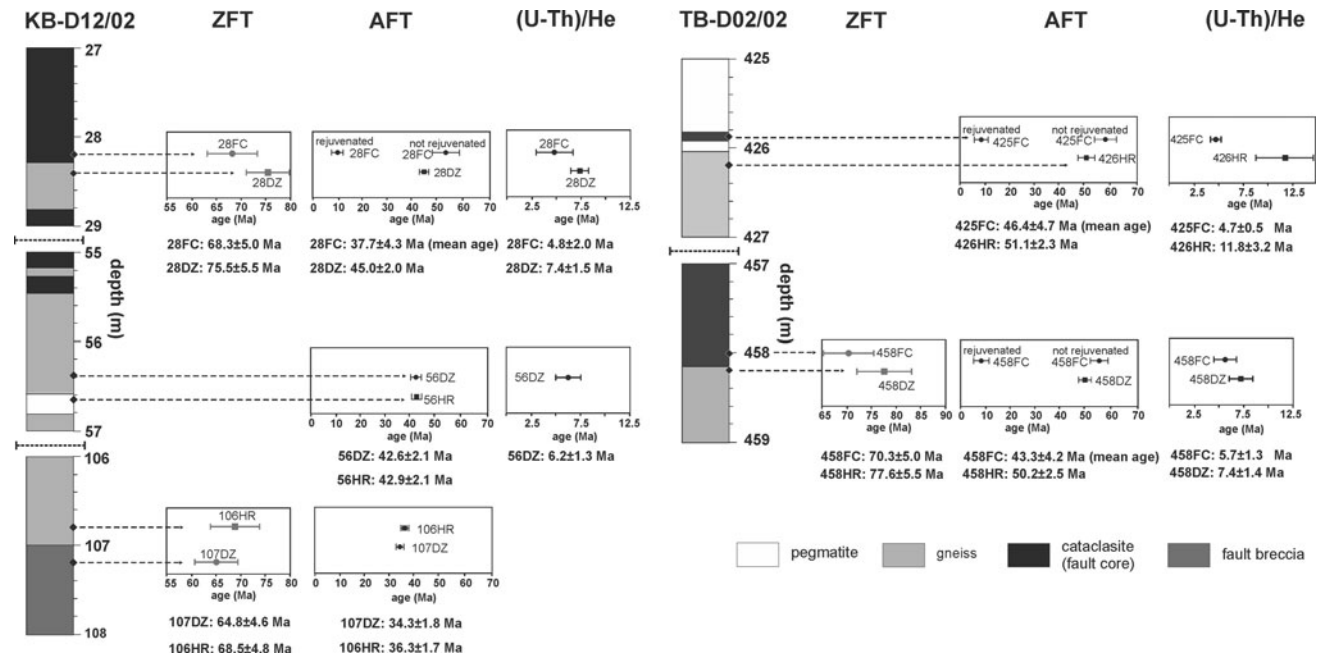 KB-D12/02 ZFT AFT (U-Th)/He
27
28
29
55
56
57
106
107
108
depth (m)
28FC
28DZ
55 60 65 70 75 80
age (Ma)
28FC: 68.3±5.0 Ma
28DZ: 75.5±5.5 Ma
rejuvenated not rejuvenated
28FC 28FC
28DZ
0 10 20 30 40 50 60 70
age (Ma)
28FC: 37.7±4.3 Ma (mean age)
28DZ: 45.0±2.0 Ma
28FC
28DZ
2.5 7.5 12.5
age (Ma)
28FC: 4.8±2.0 Ma
28DZ: 7.4±1.5 Ma
56DZ
56HR
0 10 20 30 40 50 60 70
age (Ma)
56DZ: 42.6±2.1 Ma
56HR: 42.9±2.1 Ma
56DZ
2.5 7.5 12.5
age (Ma)
56DZ: 6.2±1.3 Ma
106HR
107DZ
55 60 65 70 75 80
age (Ma)
107DZ: 64.8±4.6 Ma
106HR: 68.5±4.8 Ma
106HR
107DZ
0 10 20 30 40 50 60 70
age (Ma)
107DZ: 34.3±1.8 Ma
106HR: 36.3±1.7 Ma
TB-D02/02 ZFT AFT (U-Th)/He
425
426
427
457
458
459
depth (m)
rejuvenated not rejuvenated
425FC 425FC
426HR
0 10 20 30 40 50 60 70
age (Ma)
425FC: 46.4±4.7 Ma (mean age)
426HR: 51.1±2.3 Ma
425FC
426HR
2.5 7.5 12.5
age (Ma)
425FC: 4.7±0.5 Ma
426HR: 11.8±3.2 Ma
458FC
458DZ
65 70 75 80 85 90
age (Ma)
458FC: 70.3±5.0 Ma
458HR: 77.6±5.5 Ma
rejuvenated not rejuvenated
458FC 458FC
458DZ
0 10 20 30 40 50 60 70
age (Ma)
458FC: 43.3±4.2 Ma (mean age)
458HR: 50.2±2.5 Ma
458FC
458DZ
2.5 7.5 12.5
age (Ma)
458FC: 5.7±1.3 Ma
458DZ: 7.4±1.4 Ma
pegmatite
gneiss
cataclasite
(fault core)
fault breccia